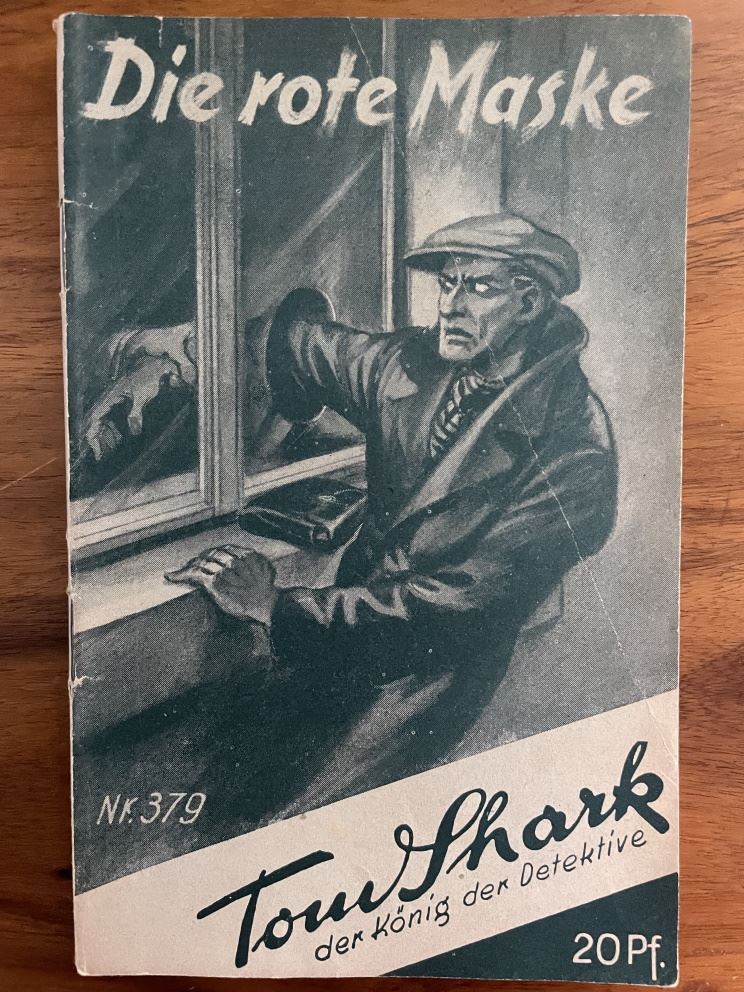 Die rote Maske
Nr. 379
Tom Shark
der König der Detektive
20 Pf.